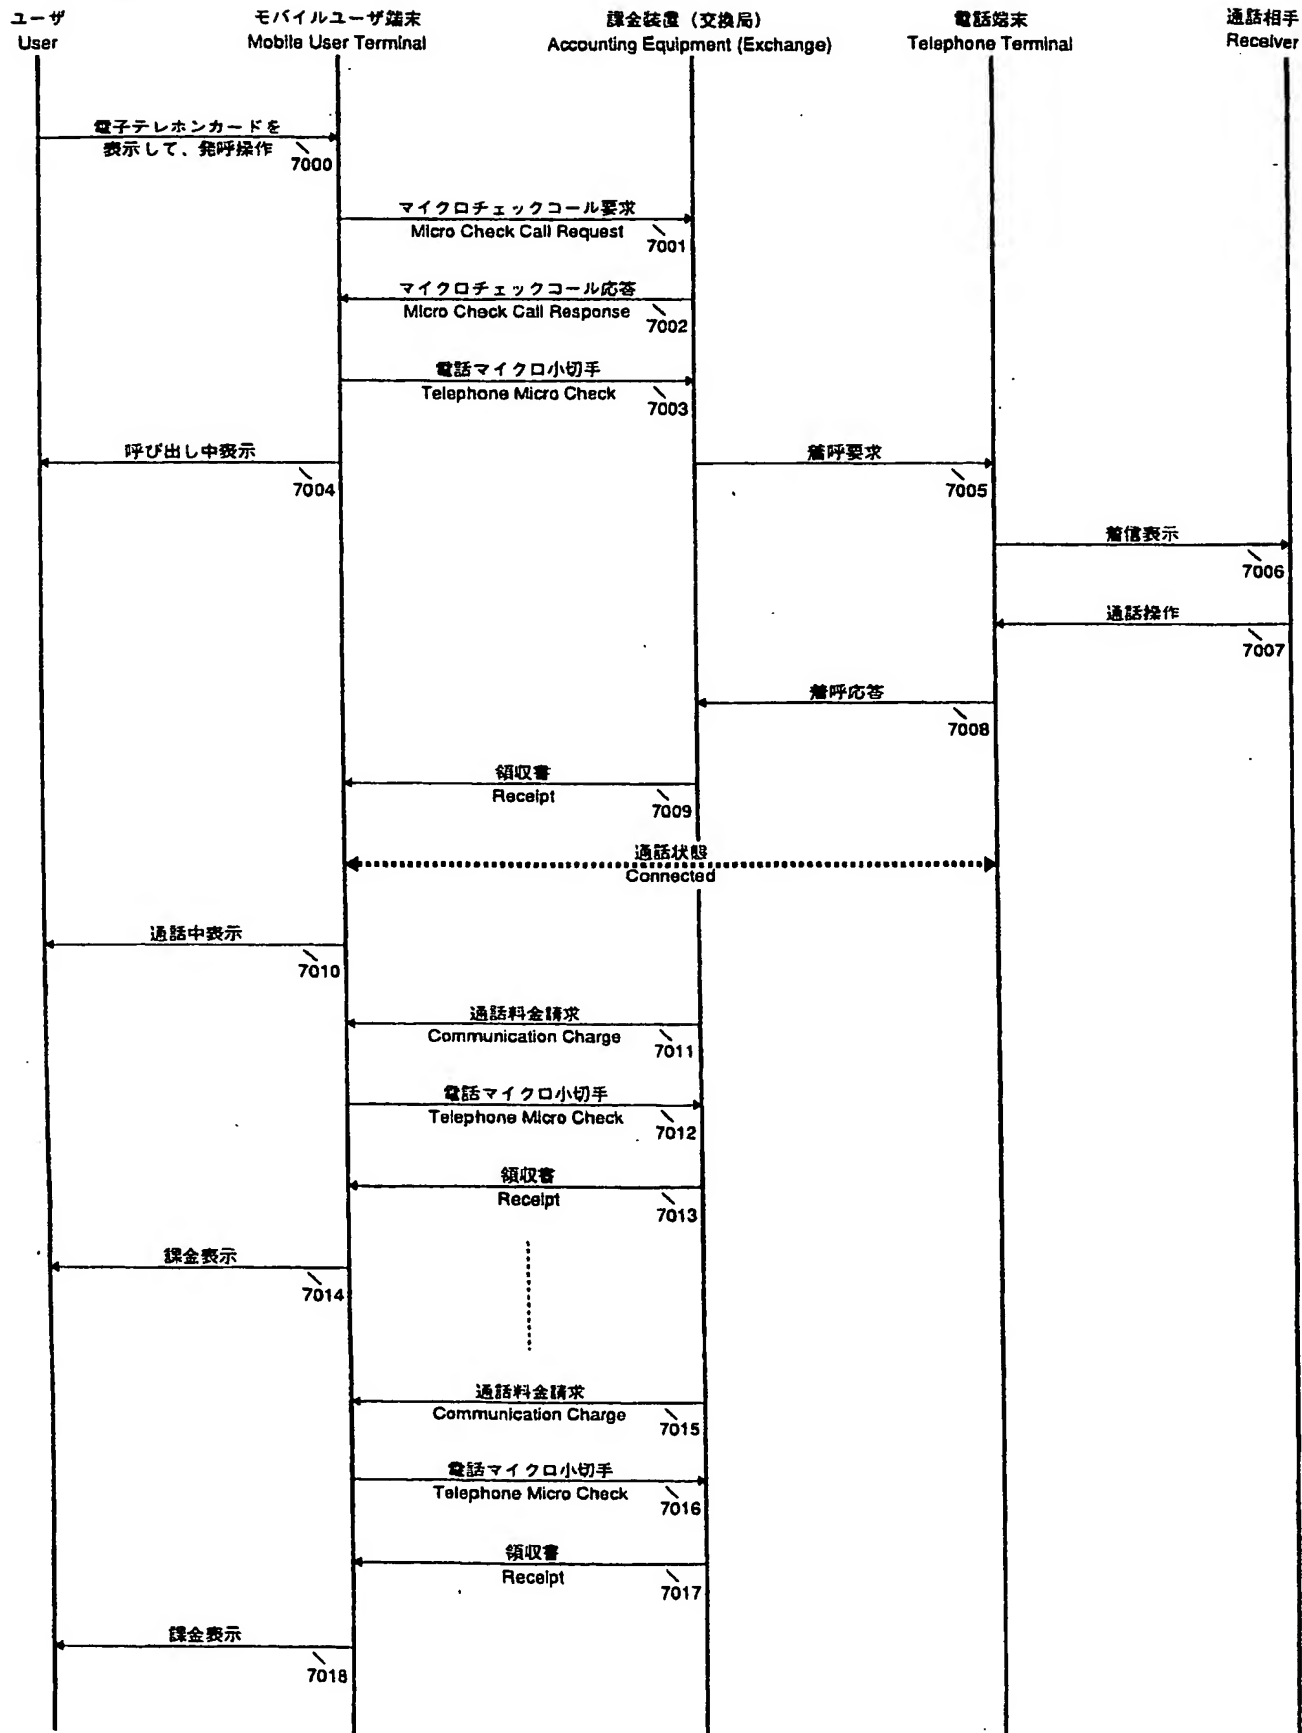 ユーザ
User
モバイルユーザ端末
Mobile User Terminal
課金装置（交換局）
Accounting Equipment (Exchange)
電話端末
Telephone Terminal
通話相手
Receiver
電子テレホンカードを
表示して、発呼操作
7000
マイクロチェックコール要求
Micro Check Call Request
7001
マイクロチェックコール応答
Micro Check Call Response
7002
電話マイクロ小切手
Telephone Micro Check
7003
呼び出し中表示
7004
着呼要求
7005
着信表示
7006
通話操作
7007
着呼応答
7008
領収書
Receipt
7009
通話状態
Connected
通話中表示
7010
通話料金請求
Communication Charge
7011
電話マイクロ小切手
Telephone Micro Check
7012
領収書
Receipt
7013
課金表示
7014
通話料金請求
Communication Charge
7015
電話マイクロ小切手
Telephone Micro Check
7016
領収書
Receipt
7017
課金表示
7018